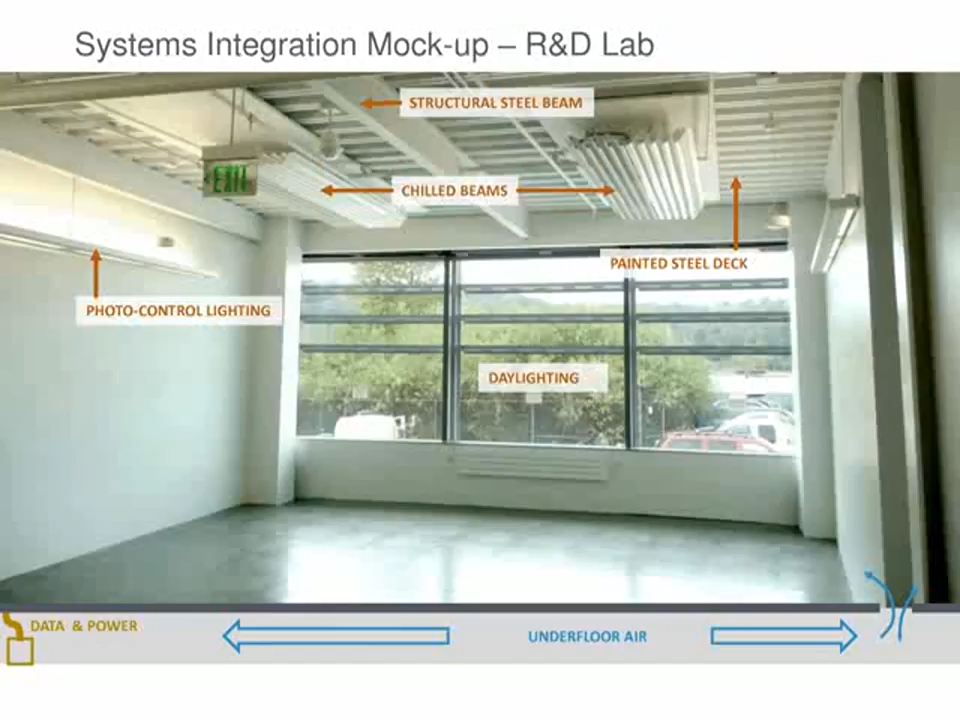 Systems Integration Mock-up – R&D Lab
STRUCTURAL STEEL BEAM
EXIT
CHILLED BEAMS
PAINTED STEEL DECK
PHOTO-CONTROL LIGHTING
DAYLIGHTING
DATA & POWER
UNDERFLOOR AIR